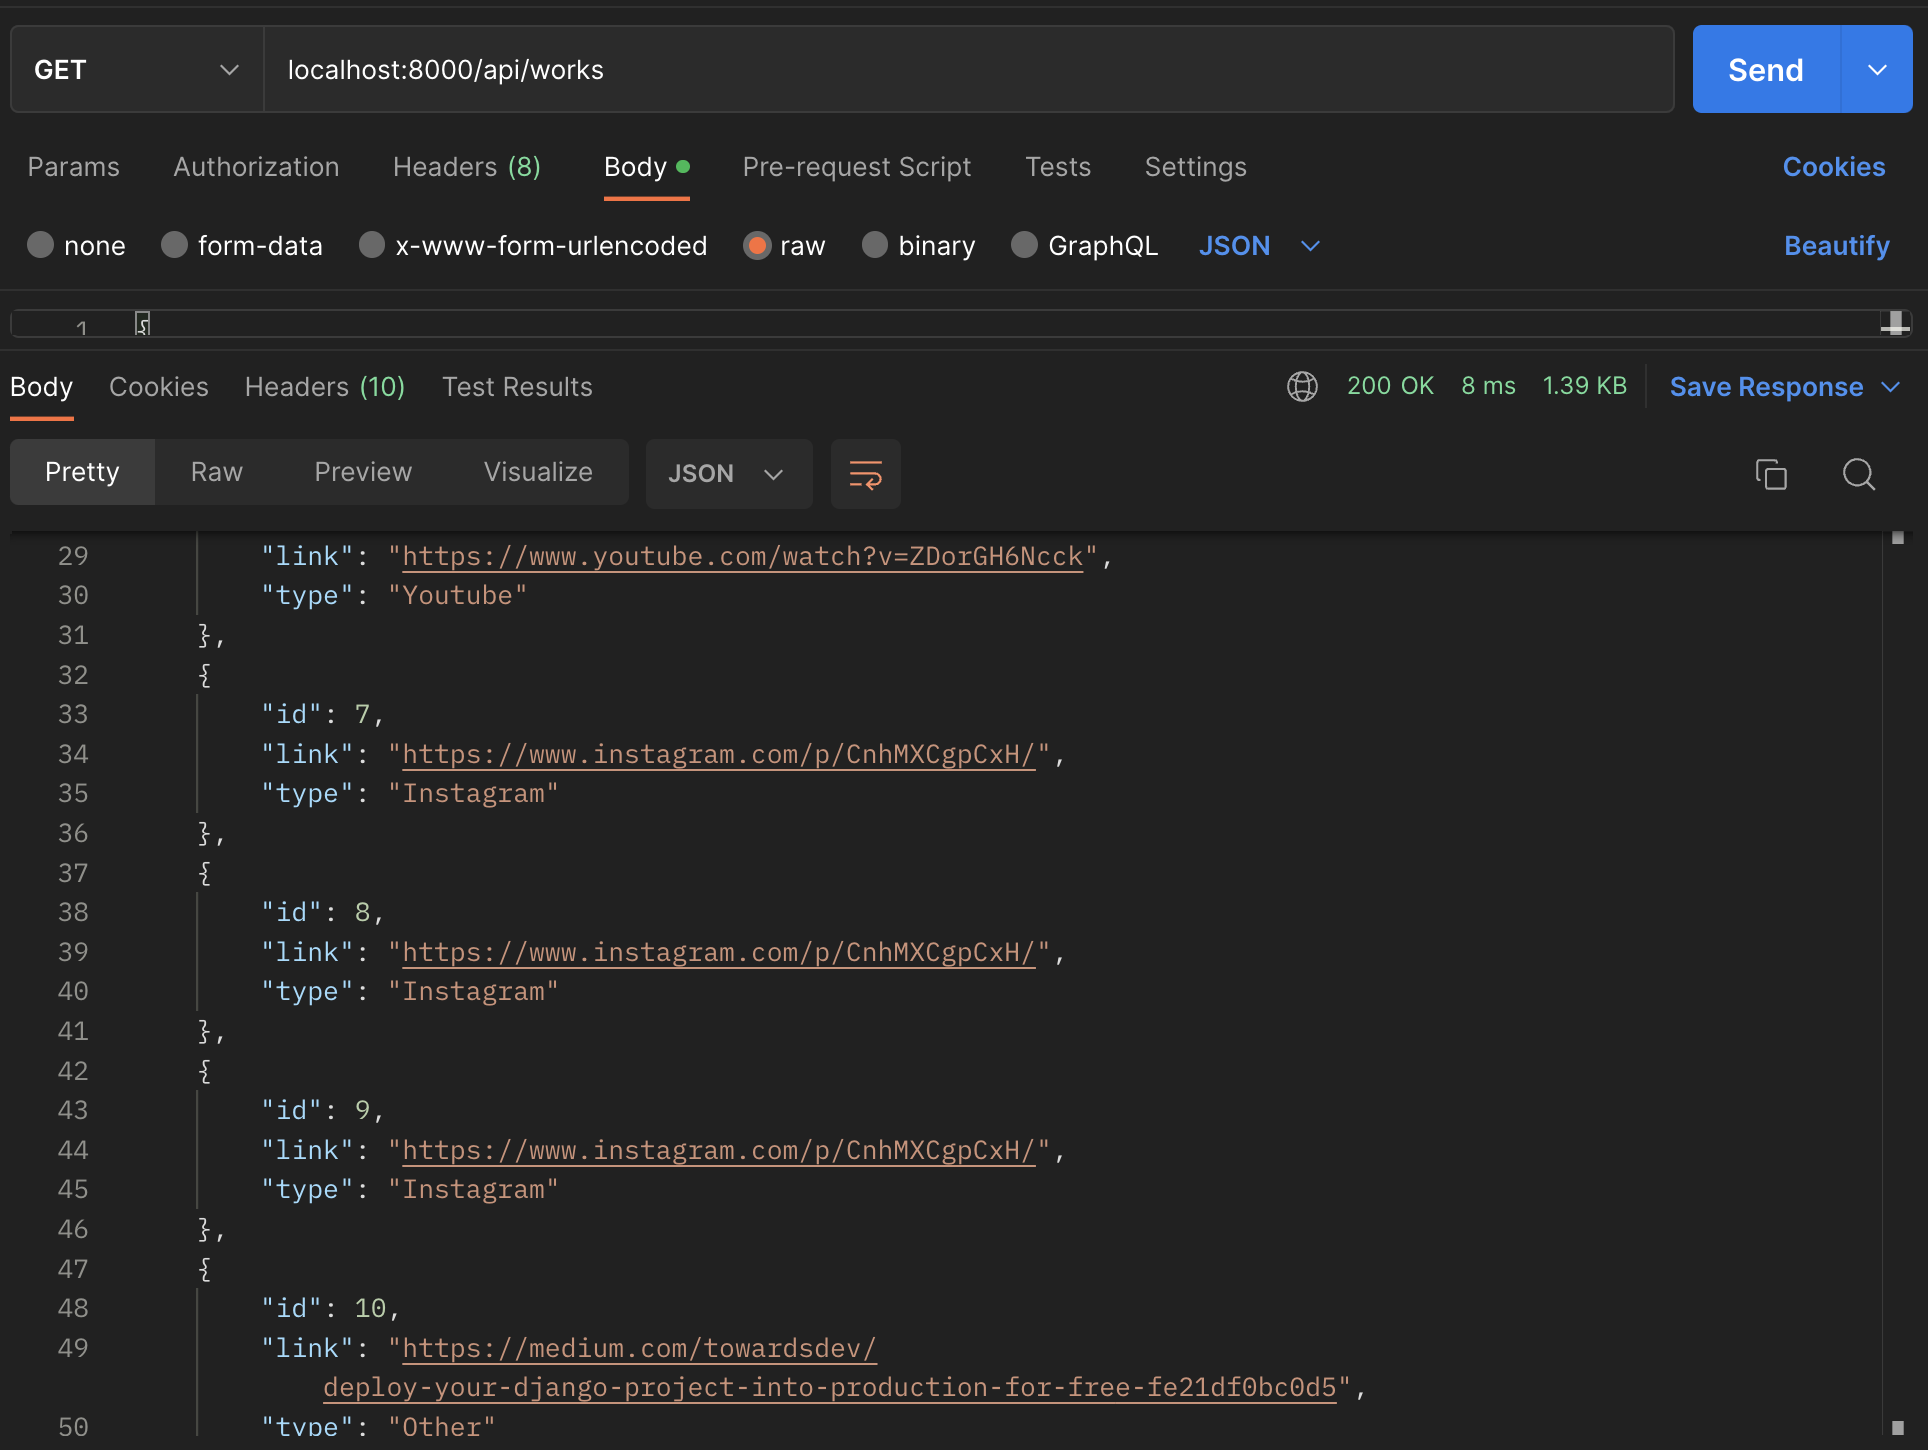 GET localhost:8000/api/works Send
Params Authorization Headers (8) Body Pre-request Script Tests Settings Cookies
none form-data x-www-form-urlencoded raw binary GraphQL JSON Beautify
1 {
Body Cookies Headers (10) Test Results 200 OK 8 ms 1.39 KB Save Response
Pretty Raw Preview Visualize JSON
29 "link": "https://www.youtube.com/watch?v=ZDorGH6Ncck",
30 "type": "Youtube"
31 },
32 {
33 "id": 7,
34 "link": "https://www.instagram.com/p/CnhMXCgpCxH/",
35 "type": "Instagram"
36 },
37 {
38 "id": 8,
39 "link": "https://www.instagram.com/p/CnhMXCgpCxH/",
40 "type": "Instagram"
41 },
42 {
43 "id": 9,
44 "link": "https://www.instagram.com/p/CnhMXCgpCxH/",
45 "type": "Instagram"
46 },
47 {
48 "id": 10,
49 "link": "https://medium.com/towardsdev/
deploy-your-django-project-into-production-for-free-fe21df0bc0d5",
50 "type": "Other"